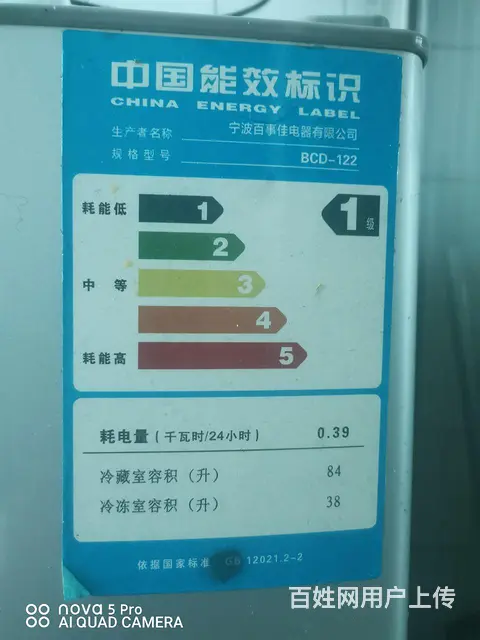 中国能效标识
CHINA ENERGY LABEL
生产者名称 宁波百事佳电器有限公司
规格型号 BCD-122
耗能低 1 1级
2
中等 3
4
耗能高 5
耗电量（千瓦时/24小时） 0.39
冷藏室容积（升） 84
冷冻室容积（升） 38
依据国家标准 GB 12021.2-2
nova 5 Pro
AI QUAD CAMERA
百姓网用户上传